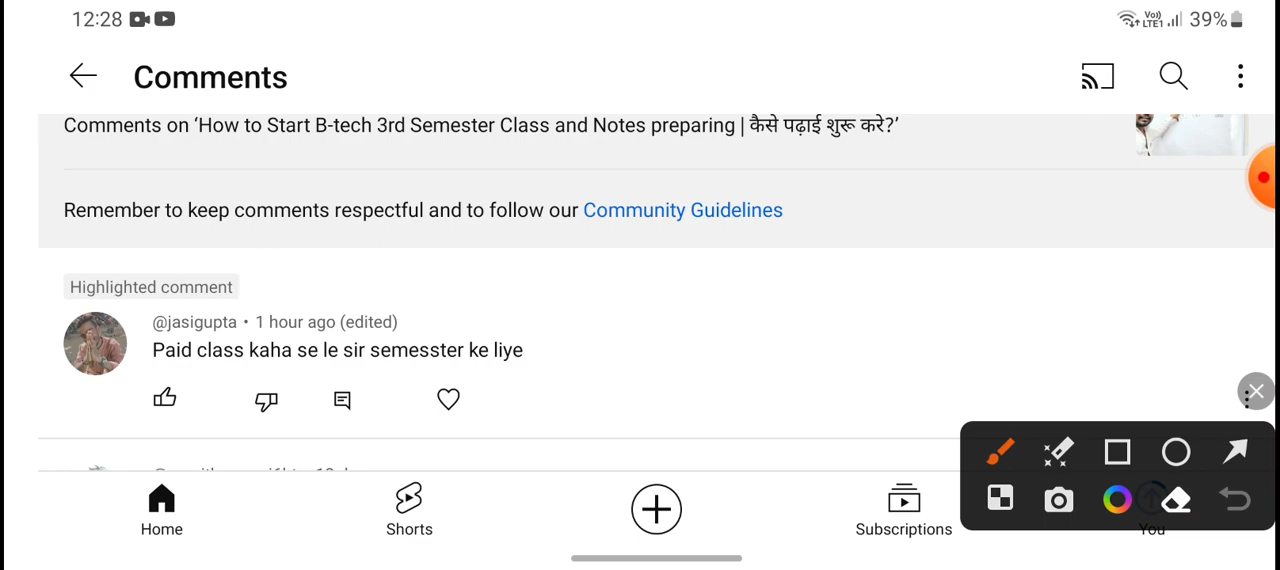 12:28
Vo) LTE1 39%
Comments
Comments on ‘How to Start B-tech 3rd Semester Class and Notes preparing | कैसे पढ़ाई शुरू करे?’
Remember to keep comments respectful and to follow our Community Guidelines
Highlighted comment
@jasigupta • 1 hour ago (edited)
Paid class kaha se le sir semesster ke liye
Home
Shorts
Subscriptions
You